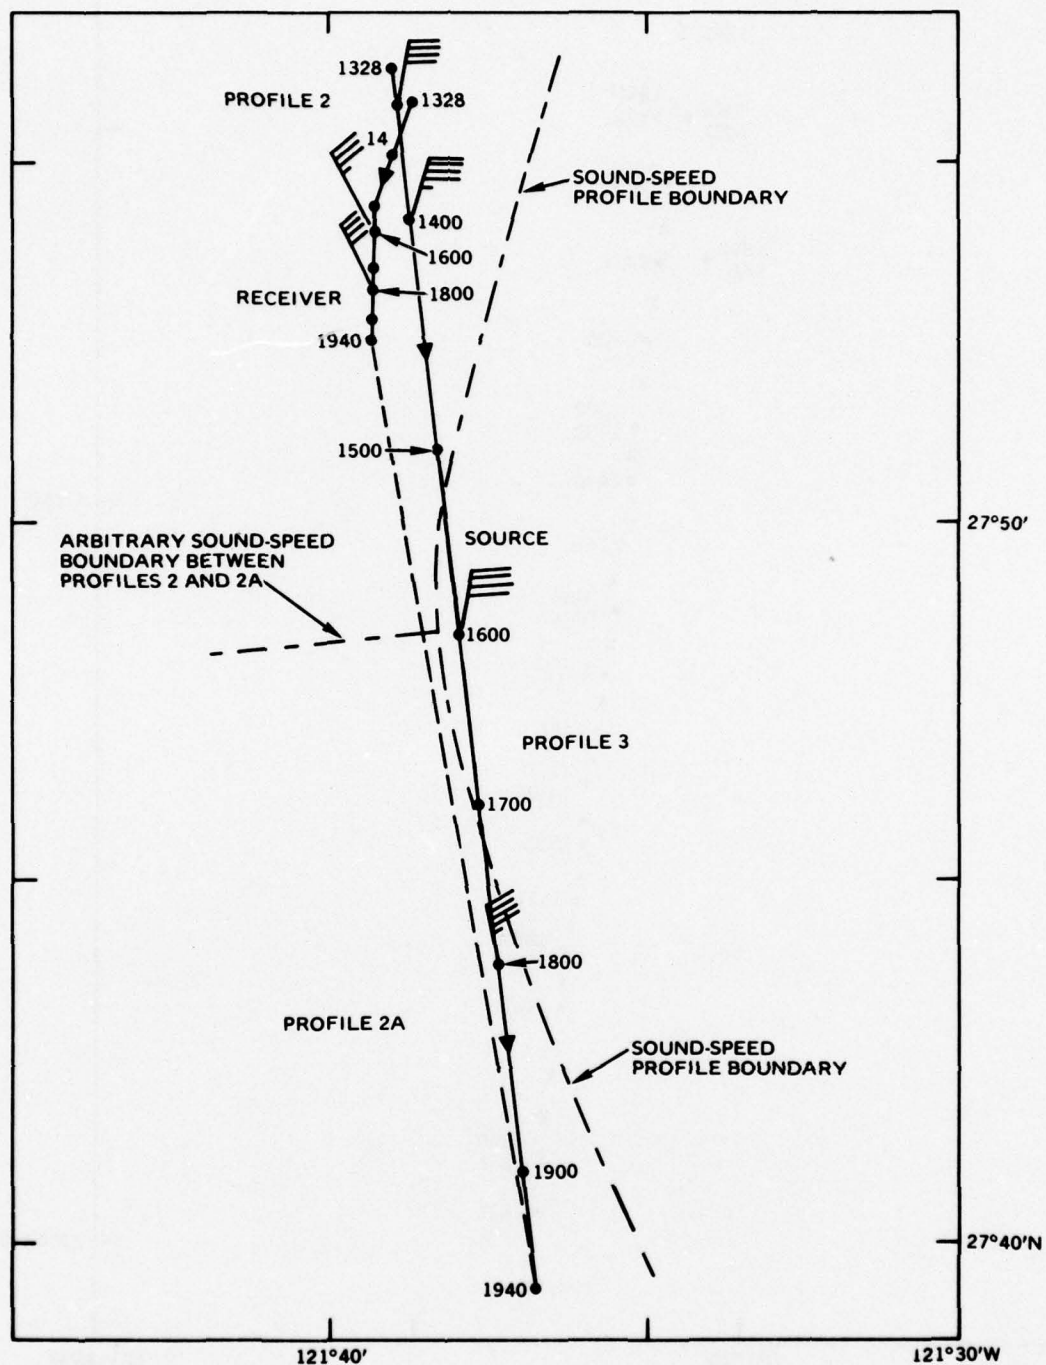 1328
PROFILE 2
1328
14
SOUND-SPEED
PROFILE BOUNDARY
1400
1600
RECEIVER
1800
1940
1500
27°50'
ARBITRARY SOUND-SPEED
BOUNDARY BETWEEN
PROFILES 2 AND 2A
SOURCE
1600
PROFILE 3
1700
1800
PROFILE 2A
SOUND-SPEED
PROFILE BOUNDARY
1900
27°40'N
1940
121°40'
121°30'W